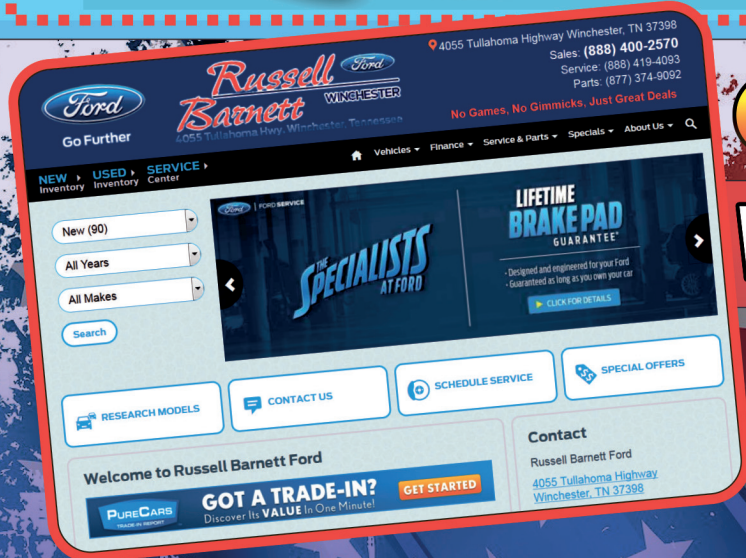 4055 Tullahoma Highway Winchester, TN 37398
Sales: (888) 400-2570
Service: (888) 419-4093
Parts: (877) 374-9092
No Games, No Gimmicks, Just Great Deals
Ford
Go Further
Russell Ford
Barnett WINCHESTER
4055 Tullahoma Hwy. Winchester, Tennessee
NEW Inventory
USED Inventory
SERVICE Center
Vehicles Finance Service & Parts Specials About Us
New (90)
All Years
All Makes
Search
Ford FORD SERVICE
THE
SPECIALISTS
AT FORD
LIFETIME
BRAKE PAD
GUARANTEE*
- Designed and engineered for your Ford
- Guaranteed as long as you own your car
CLICK FOR DETAILS
RESEARCH MODELS
CONTACT US
SCHEDULE SERVICE
SPECIAL OFFERS
Welcome to Russell Barnett Ford
PURECARS
TRADE-IN REPORT
GOT A TRADE-IN?
Discover Its VALUE In One Minute!
GET STARTED
Contact
Russell Barnett Ford
4055 Tullahoma Highway
Winchester, TN 37398